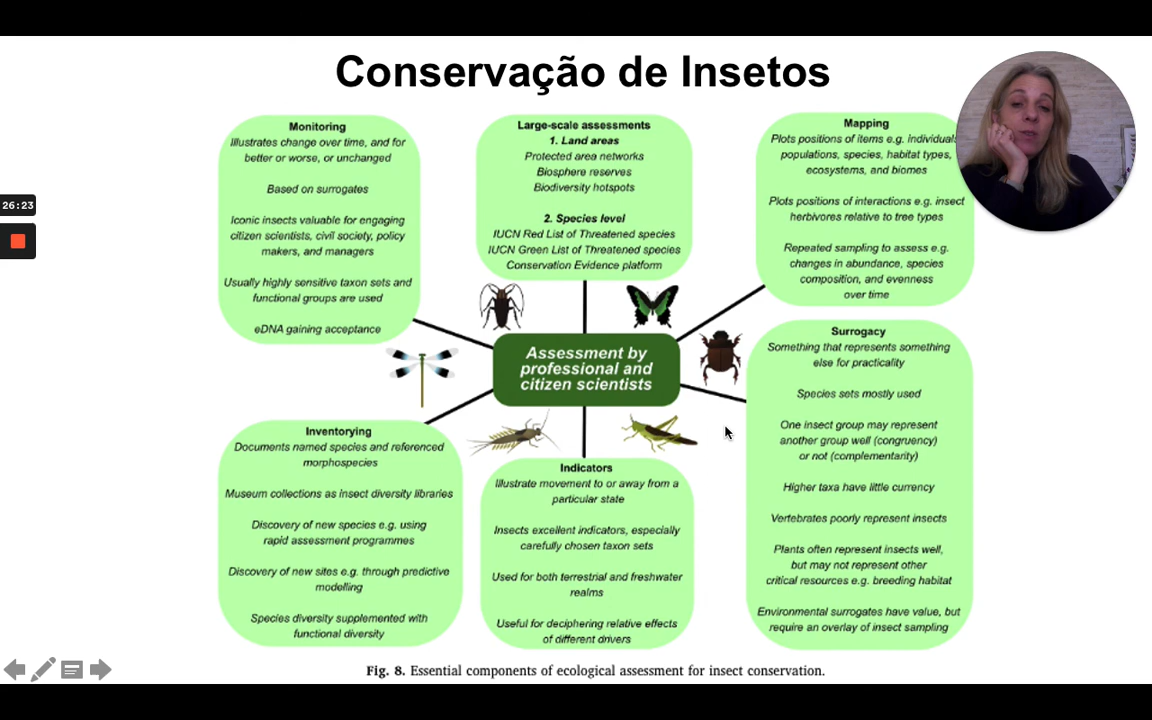 Conservação de Insetos
Monitoring
Illustrates change over time, and for
better or worse, or unchanged
Based on surrogates
Iconic insects valuable for engaging
citizen scientists, civil society, policy
makers, and managers
Usually highly sensitive taxon sets and
functional groups are used
eDNA gaining acceptance
Large-scale assessments
1. Land areas
Protected area networks
Biosphere reserves
Biodiversity hotspots
2. Species level
IUCN Red List of Threatened species
IUCN Green List of Threatened species
Conservation Evidence platform
Mapping
Plots positions of items e.g. individuals,
populations, species, habitat types,
ecosystems, and biomes
Plots positions of interactions e.g. insect
herbivores relative to tree types
Repeated sampling to assess e.g.
changes in abundance, species
composition, and evenness
over time
26:23
Assessment by
professional and
citizen scientists
Surrogacy
Something that represents something
else for practicality
Species sets mostly used
One insect group may represent
another group well (congruency)
or not (complementarity)
Higher taxa have little currency
Vertebrates poorly represent insects
Plants often represent insects well,
but may not represent other
critical resources e.g. breeding habitat
Environmental surrogates have value, but
require an overlay of insect sampling
Inventorying
Documents named species and referenced
morphospecies
Museum collections as insect diversity libraries
Discovery of new species e.g. using
rapid assessment programmes
Discovery of new sites e.g. through predictive
modelling
Species diversity supplemented with
functional diversity
Indicators
Illustrate movement to or away from a
particular state
Insects excellent indicators, especially
carefully chosen taxon sets
Used for both terrestrial and freshwater
realms
Useful for deciphering relative effects
of different drivers
Fig. 8. Essential components of ecological assessment for insect conservation.